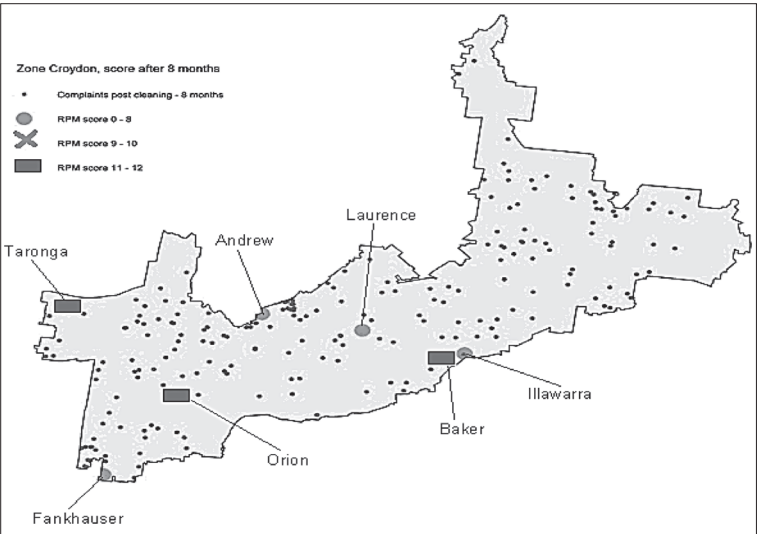 Zone Croydon, score after 8 months
Complaints post cleaning - 8 months
RPM score 0 - 8
RPM score 9 - 10
RPM score 11 - 12
Laurence
Andrew
Taronga
Illawarra
Baker
Orion
Fankhauser